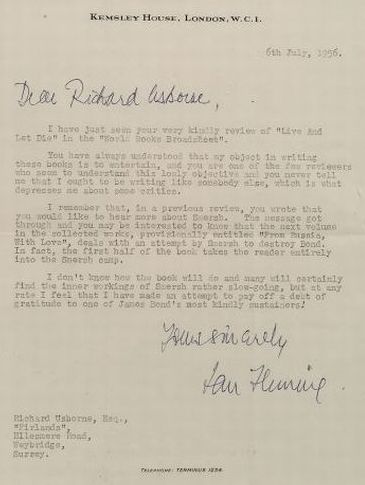 KEMSLEY HOUSE, LONDON, W.C.1.
6th July, 1956.
Dear Richard Usborne,
I have just seen your very kindly review of "Live And
Let Die" in the "World Books Broadsheet".
You have always understood that my object in writing
these books is to entertain, and you are one of the few reviewers
who seem to understand this lonly objective and you never tell
me that I ought to be writing like somebody else, which is what
depresses me about some critics.
I remember that, in a previous review, you wrote that
you would like to hear more about Smersh. The message got
through and you may be interested to know that the next volume
in the collected works, provisionally entitled "From Russia,
With Love", deals with an attempt by Smersh to destroy Bond.
In fact, the first half of the book takes the reader entirely
into the Smersh camp.
I don't know how the book will do and many will certainly
find the inner workings of Smersh rather slow-going, but at any
rate I feel that I have made an attempt to pay off a debt of
gratitude to one of James Bond's most kindly sustainers!
Yours sincerely
Ian Fleming.
Richard Usborne, Esq.,
"Firlands",
Ellesmere Road,
Weybridge,
Surrey.
TELEPHONE: TERMINUS 1234.